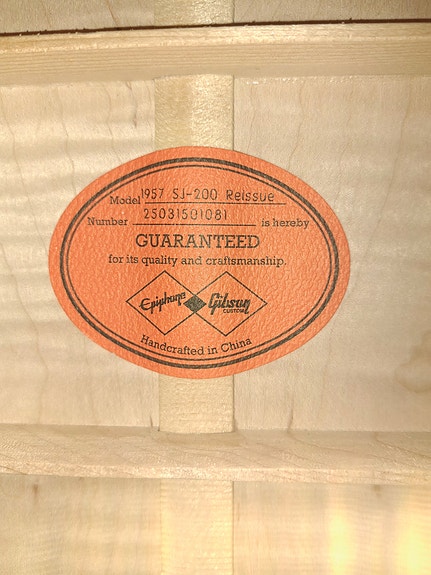 Model 1957 SJ-200 Reissue
Number 25031501081 is hereby
GUARANTEED
for its quality and craftsmanship.
Epiphone Gibson
CUSTOM
Handcrafted in China